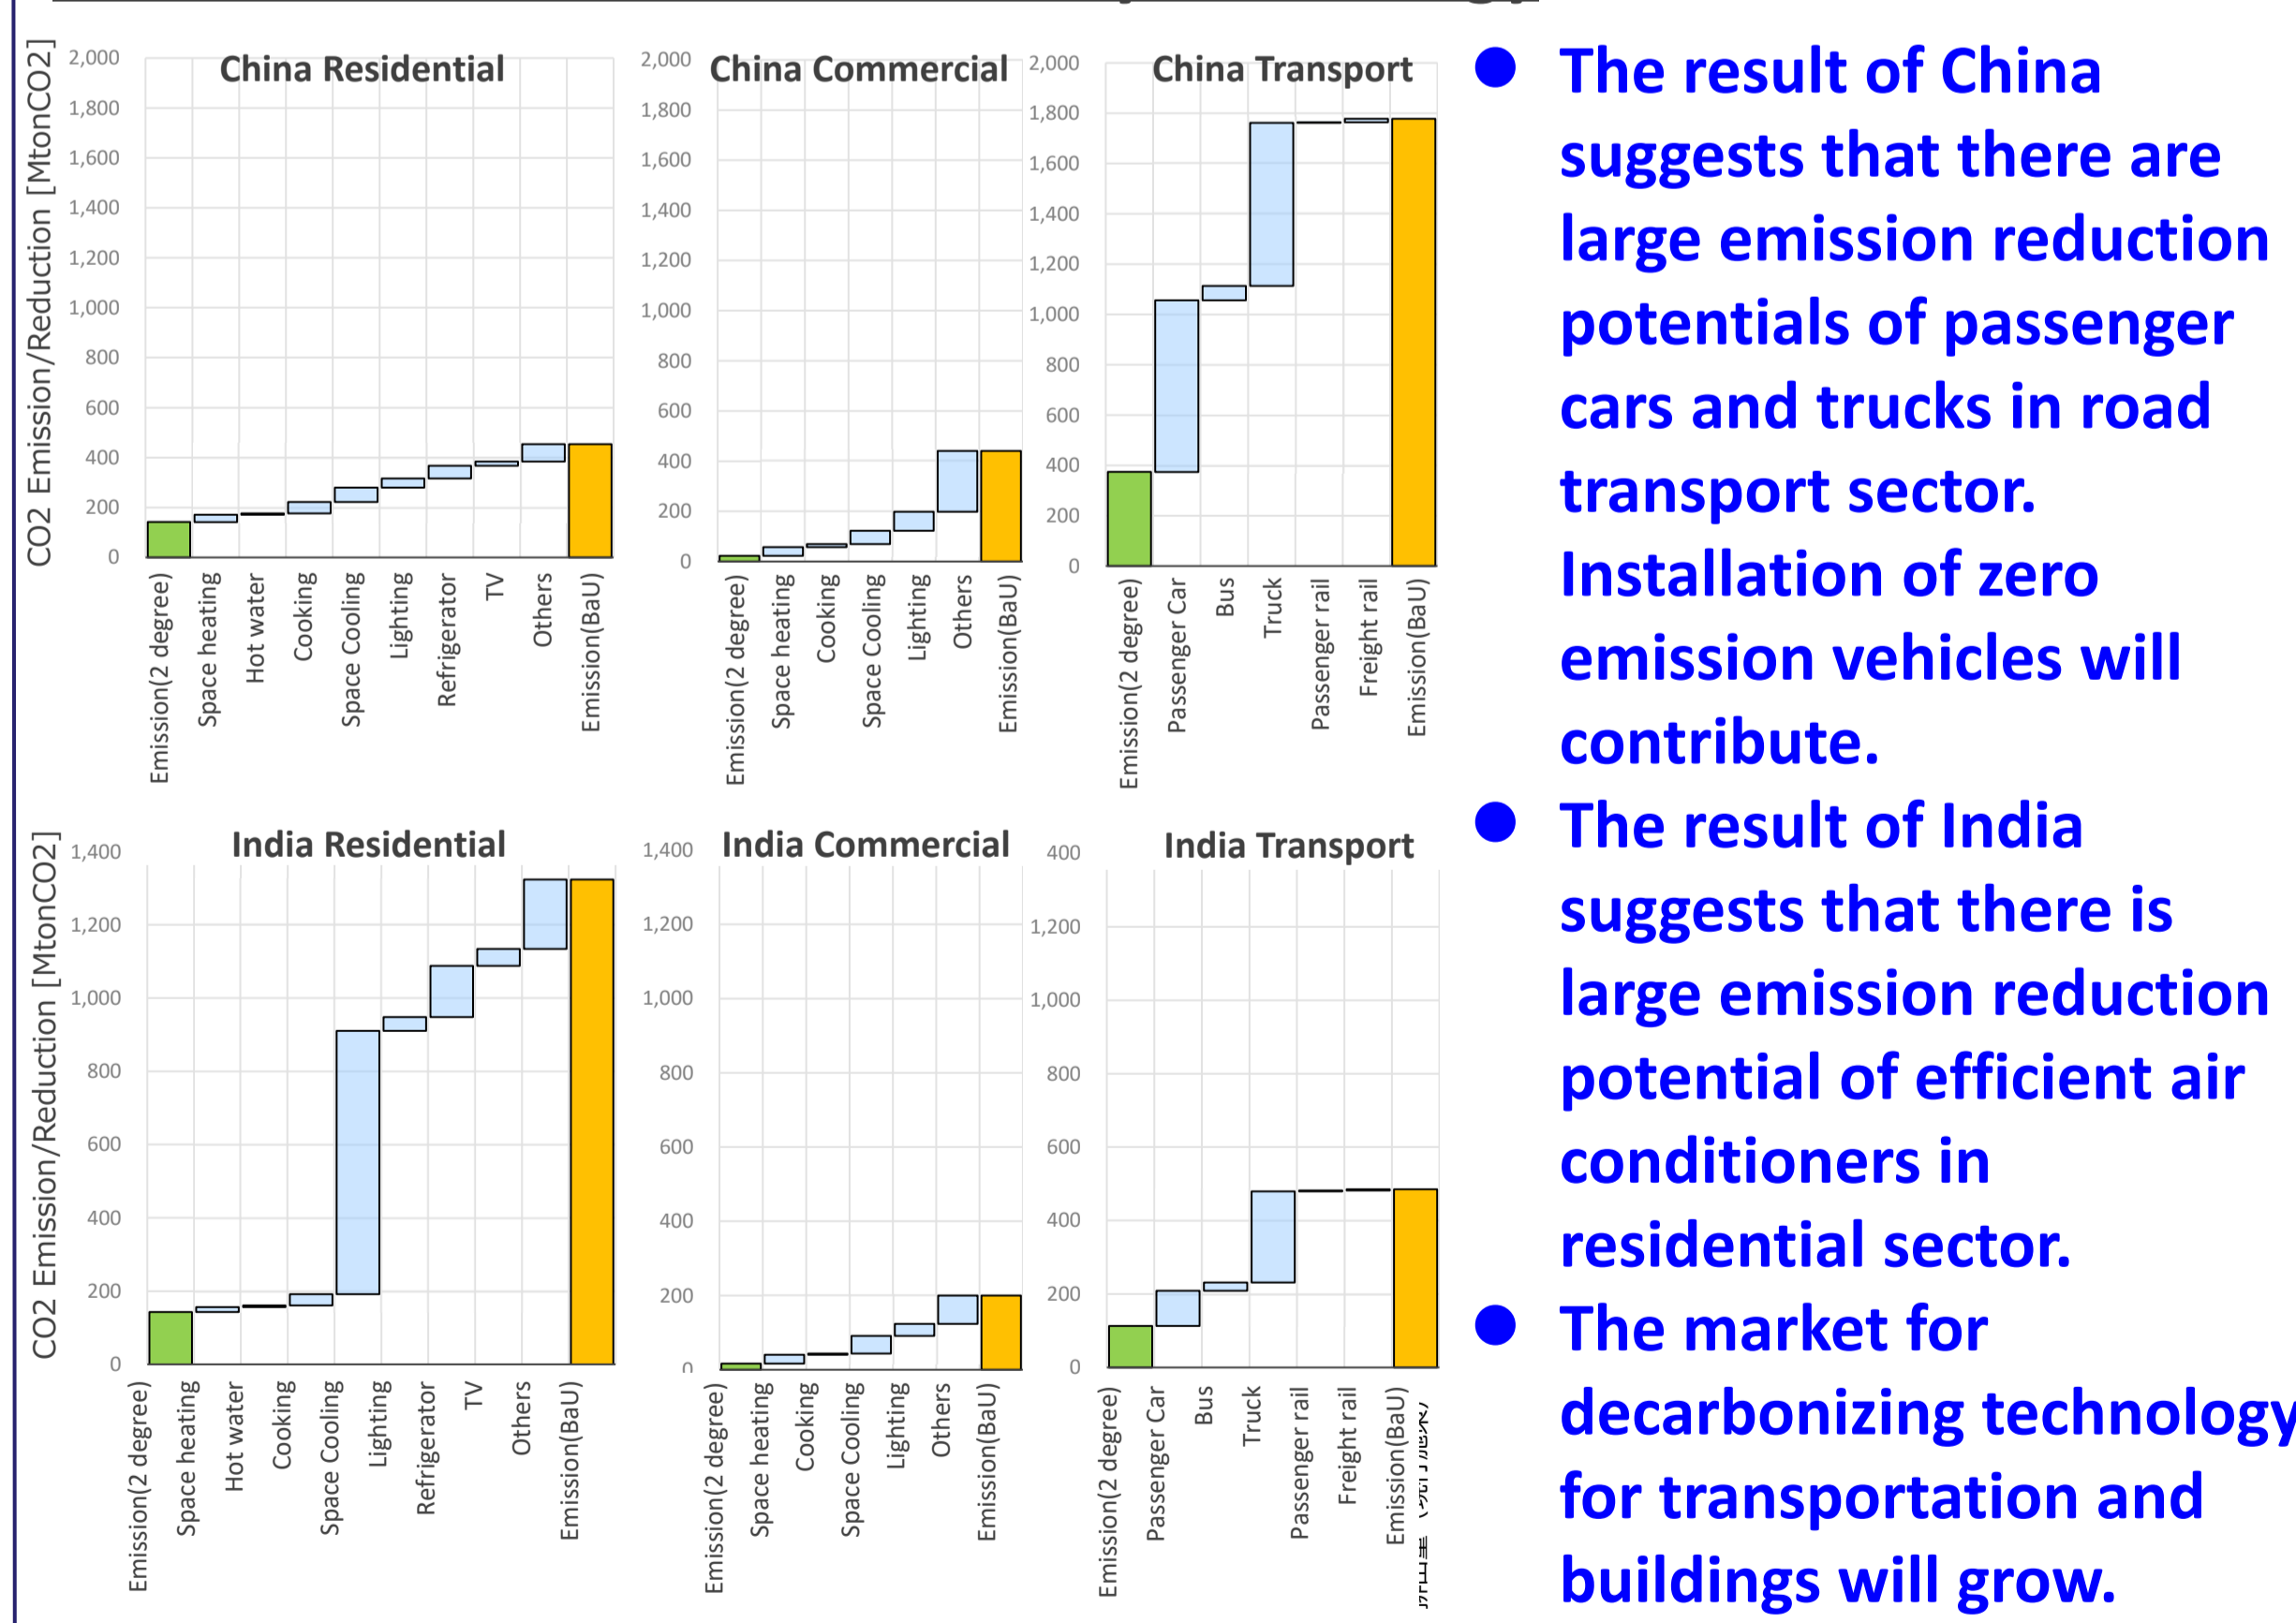 China Residential
CO2 Emission/Reduction [MtonCO2]
2,000
1,800
1,600
1,400
1,200
1,000
800
600
400
200
0
Emission(2 degree)
Space heating
Hot water
Cooking
Space Cooling
Lighting
Refrigerator
TV
Others
Emission(BaU)
China Commercial
2,000
1,800
1,600
1,400
1,200
1,000
800
600
400
200
0
Emission(2 degree)
Space heating
Cooking
Space Cooling
Lighting
Others
Emission(BaU)
China Transport
2,000
1,800
1,600
1,400
1,200
1,000
800
600
400
200
0
Emission(2 degree)
Passenger Car
Bus
Truck
Passenger rail
Freight rail
Emission(BaU)
India Residential
CO2 Emission/Reduction [MtonCO2]
1,400
1,200
1,000
800
600
400
200
0
Emission(2 degree)
Space heating
Hot water
Cooking
Space Cooling
Lighting
Refrigerator
TV
Others
Emission(BaU)
India Commercial
1,400
1,200
1,000
800
600
400
200
0
Emission(2 degree)
Space heating
Cooking
Space Cooling
Lighting
Others
Emission(BaU)
India Transport
400
1,200
1,000
800
600
400
200
0
Emission(2 degree)
Passenger Car
Bus
Truck
Passenger rail
Freight rail
Emission(BaU)
● The result of China
suggests that there are
large emission reduction
potentials of passenger
cars and trucks in road
transport sector.
Installation of zero
emission vehicles will
contribute.
● The result of India
suggests that there is
large emission reduction
potential of efficient air
conditioners in
residential sector.
● The market for
decarbonizing technology
for transportation and
buildings will grow.